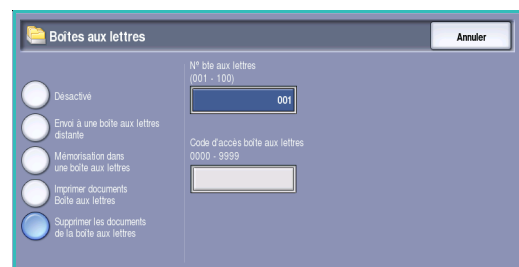 Boîtes aux lettres
Annuler
Désactivé
Envoi à une boîte aux lettres
distante
Mémorisation dans
une boîte aux lettres
Imprimer documents
Boîte aux lettres
Supprimer les documents
de la boîte aux lettres
Nº bte aux lettres
(001 - 100)
001
Code d'accès boîte aux lettres
0000 - 9999